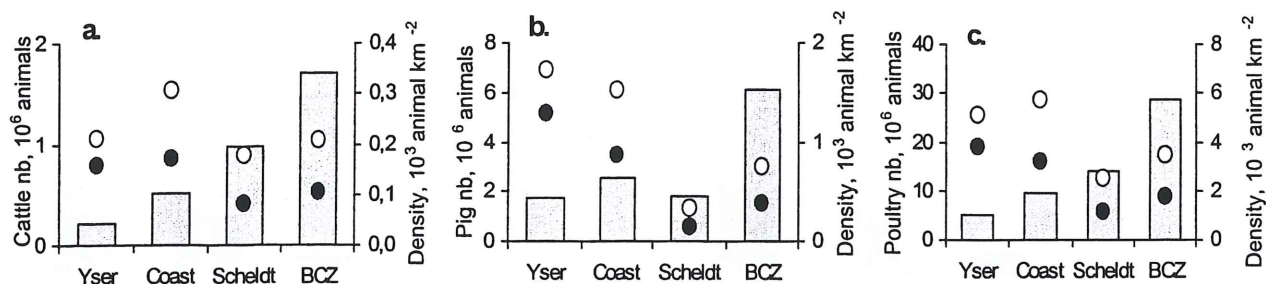 a.
Cattle nb, 10⁶ animals
2
1
0
0,4
0,3
0,2
0,1
0,0
Density, 10³ animal km⁻²
Yser Coast Scheldt BCZ
b.
Pig nb, 10⁶ animals
8
6
4
2
0
2
1
0
Density, 10³ animal km⁻²
Yser Coast Scheldt BCZ
c.
Poultry nb, 10⁶ animals
40
30
20
10
0
8
6
4
2
0
Density, 10³ animal km⁻²
Yser Coast Scheldt BCZ